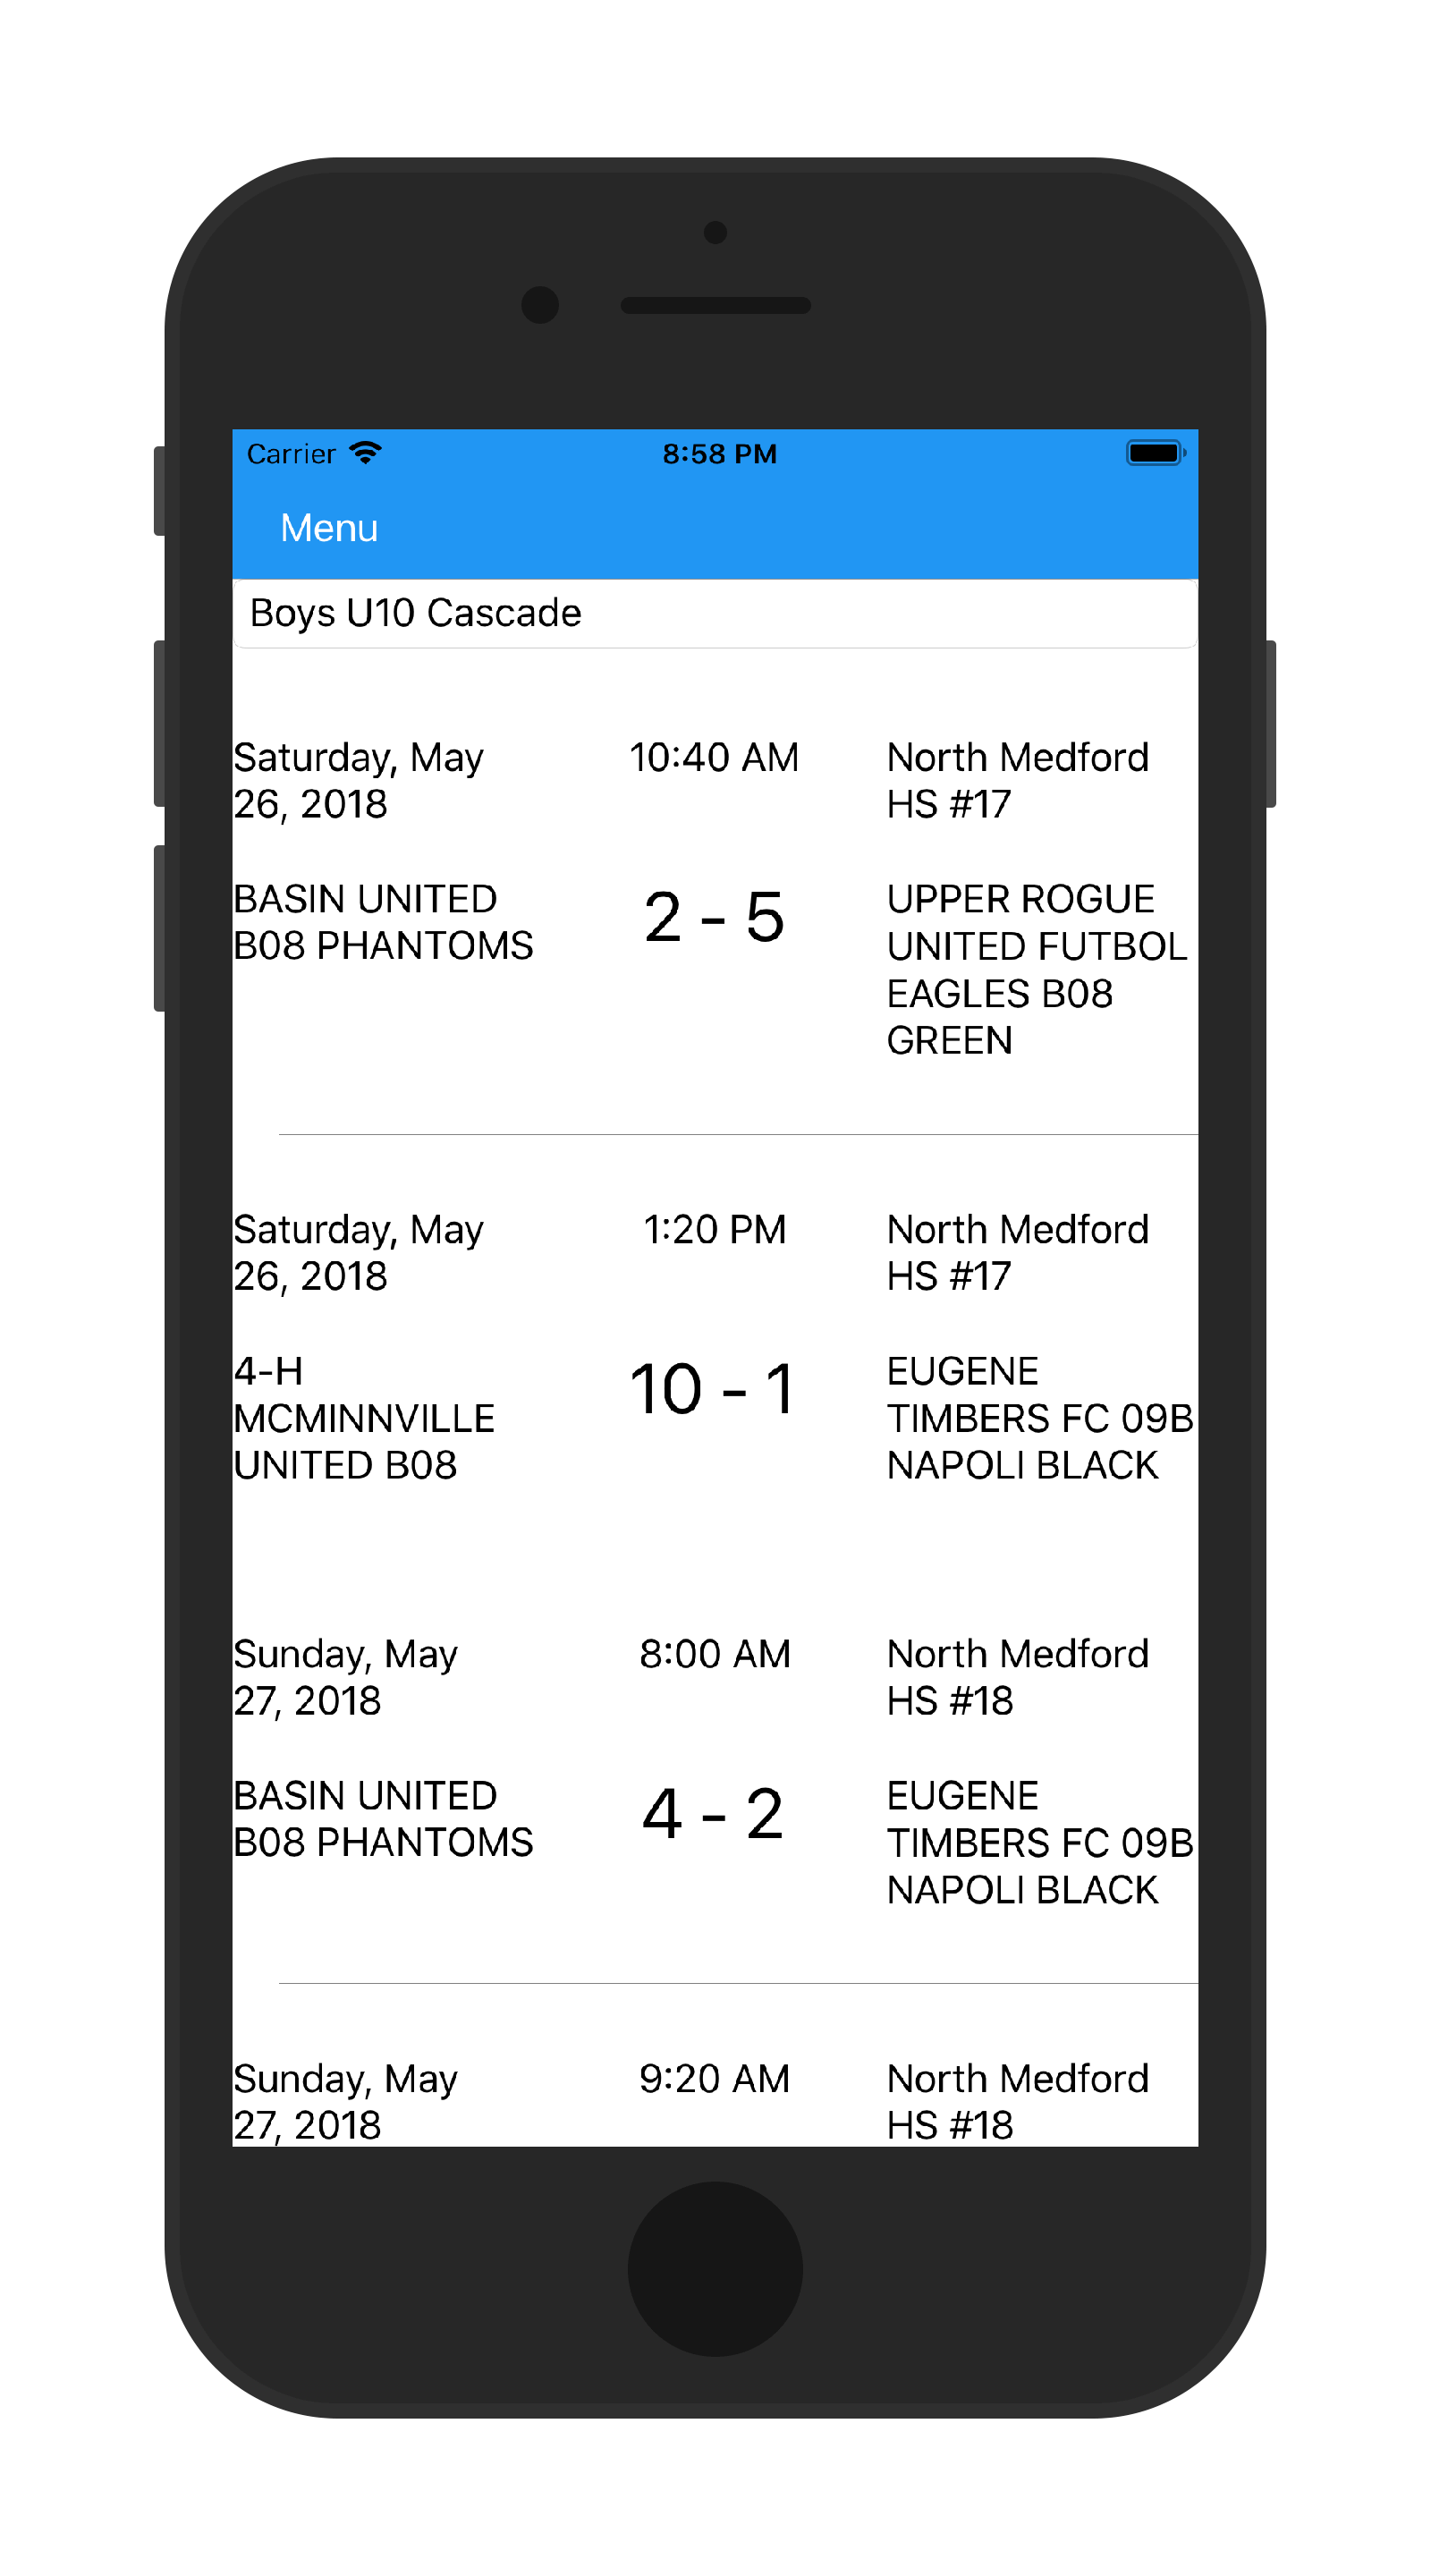 Carrier 8:58 PM
Menu
Boys U10 Cascade
Saturday, May 10:40 AM North Medford
26, 2018 HS #17
BASIN UNITED 2 - 5 UPPER ROGUE
B08 PHANTOMS UNITED FUTBOL
EAGLES B08
GREEN
Saturday, May 1:20 PM North Medford
26, 2018 HS #17
4-H 10 - 1 EUGENE
MCMINNVILLE TIMBERS FC 09B
UNITED B08 NAPOLI BLACK
Sunday, May 8:00 AM North Medford
27, 2018 HS #18
BASIN UNITED 4 - 2 EUGENE
B08 PHANTOMS TIMBERS FC 09B
NAPOLI BLACK
Sunday, May 9:20 AM North Medford
27, 2018 HS #18